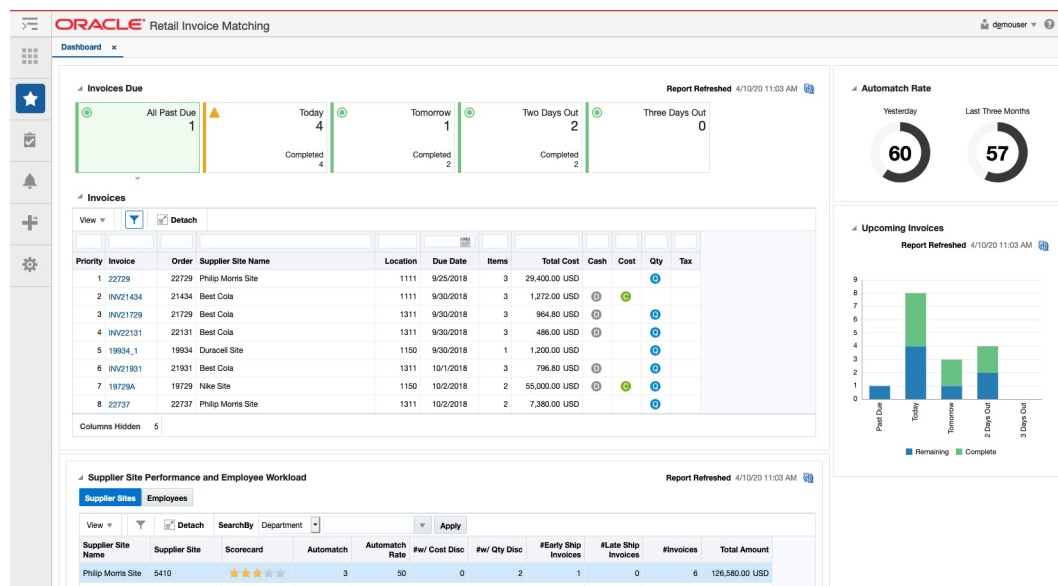 ORACLE® Retail Invoice Matching
demouser
Dashboard ×
Invoices Due
Report Refreshed 4/10/20 11:03 AM
All Past Due
1
Today
4
Completed
4
Tomorrow
1
Completed
2
Two Days Out
2
Completed
2
Three Days Out
0
Invoices
View Detach
Priority Invoice Order Supplier Site Name Location Due Date Items Total Cost Cash Cost Qty Tax
1 22729 22729 Philip Morris Site 1111 9/25/2018 3 29,400.00 USD Q
2 INV21434 21434 Best Cola 1111 9/30/2018 3 1,272.00 USD D C
3 INV21729 21729 Best Cola 1311 9/30/2018 3 964.80 USD D Q
4 INV22131 22131 Best Cola 1311 9/30/2018 3 486.00 USD D Q
5 19934_1 19934 Duracell Site 1150 9/30/2018 1 1,200.00 USD Q
6 INV21931 21931 Best Cola 1311 10/1/2018 3 796.80 USD D Q
7 19729A 19729 Nike Site 1150 10/2/2018 2 55,000.00 USD D C Q
8 22737 22737 Philip Morris Site 1311 10/2/2018 2 7,380.00 USD Q
Columns Hidden 5
Supplier Site Performance and Employee Workload
Report Refreshed 4/10/20 11:03 AM
Supplier Sites Employees
View Detach SearchBy Department Apply
Supplier Site Name Supplier Site Scorecard Automatch Automatch Rate #w/ Cost Disc #w/ Qty Disc #Early Ship Invoices #Late Ship Invoices #Invoices Total Amount
Philip Morris Site 5410 3 50 0 2 1 0 6 126,580.00 USD
Automatch Rate
Yesterday
60
Last Three Months
57
Upcoming Invoices
Report Refreshed 4/10/20 11:03 AM
9
8
7
6
5
4
3
2
1
0
Past Due
Today
Tomorrow
2 Days Out
3 Days Out
Remaining Complete